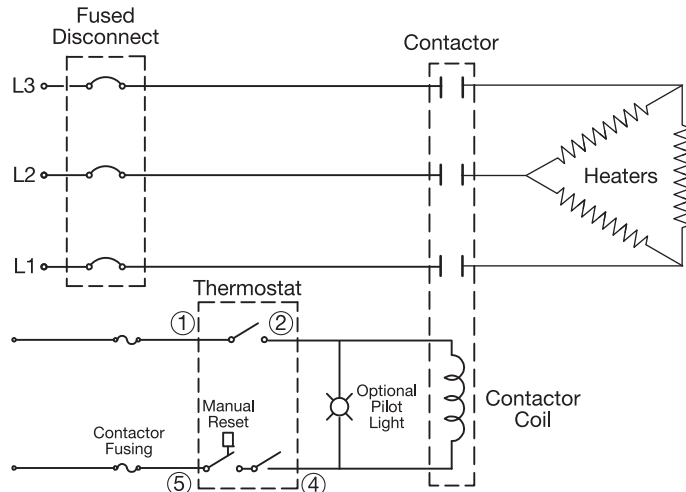 Fused
Disconnect
Contactor
L3
L2
Heaters
L1
Thermostat
①
②
Manual
Reset
Optional
Pilot
Light
Contactor
Coil
Contactor
Fusing
⑤
④